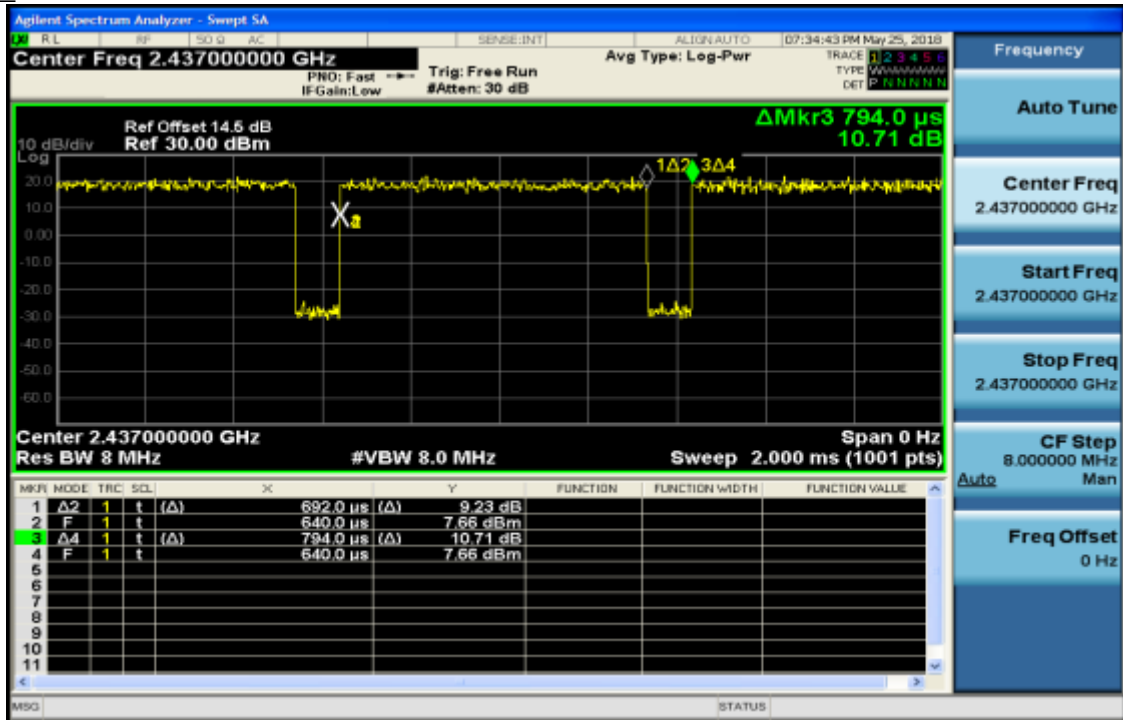 Agilent Spectrum Analyzer - Swept SA
RL RF 50 Ω AC SENSE:INT ALIGN AUTO 07:34:43 PM May 25, 2018
Center Freq 2.437000000 GHz
PNO: Fast
IFGain:Low
Trig: Free Run
#Atten: 30 dB
Avg Type: Log-Pwr
TRACE 1 2 3 4 5 6
TYPE WWWWWW
DET P N N N N N
Frequency
Auto Tune
Center Freq
2.437000000 GHz
Start Freq
2.437000000 GHz
Stop Freq
2.437000000 GHz
CF Step
8.000000 MHz
Auto Man
Freq Offset
0 Hz
ΔMkr3 794.0 µs
10.71 dB
Ref Offset 14.5 dB
10 dB/div Ref 30.00 dBm
Log
1Δ2 3Δ4
20.0
10.0
0.00
-10.0
-20.0
-30.0
-40.0
-50.0
-60.0
Center 2.437000000 GHz Span 0 Hz
Res BW 8 MHz #VBW 8.0 MHz Sweep 2.000 ms (1001 pts)
MKR MODE TRC SCL X Y FUNCTION FUNCTION WIDTH FUNCTION VALUE
1 Δ2 1 t (Δ) 692.0 µs (Δ) 9.23 dB
2 F 1 t 640.0 µs 7.66 dBm
3 Δ4 1 t (Δ) 794.0 µs (Δ) 10.71 dB
4 F 1 t 640.0 µs 7.66 dBm
5
6
7
8
9
10
11
MSG STATUS